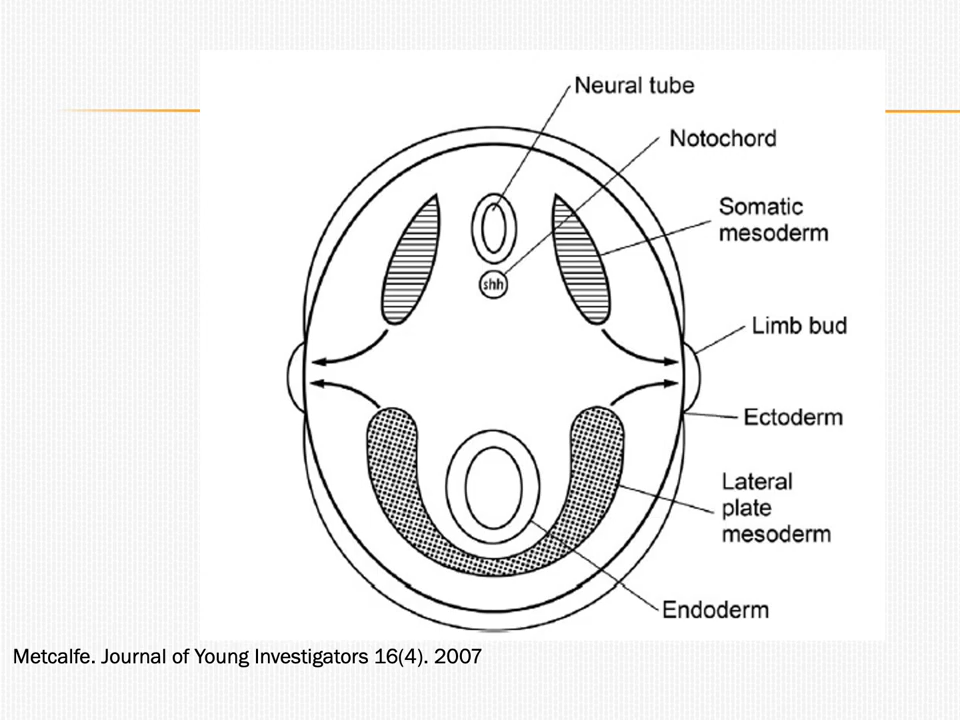 Neural tube
Notochord
Somatic
mesoderm
shh
Limb bud
Ectoderm
Lateral
plate
mesoderm
Endoderm
Metcalfe. Journal of Young Investigators 16(4). 2007